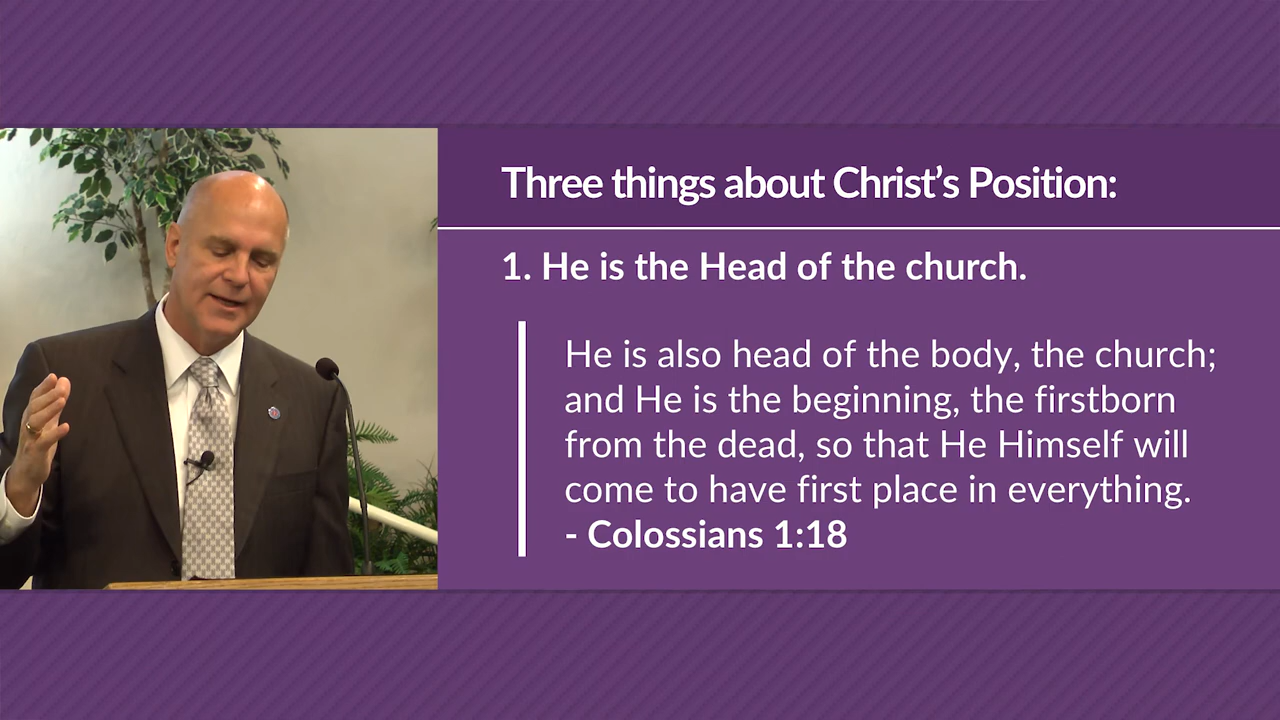 Three things about Christ’s Position:
1. He is the Head of the church.
He is also head of the body, the church;
and He is the beginning, the firstborn
from the dead, so that He Himself will
come to have first place in everything.
- Colossians 1:18